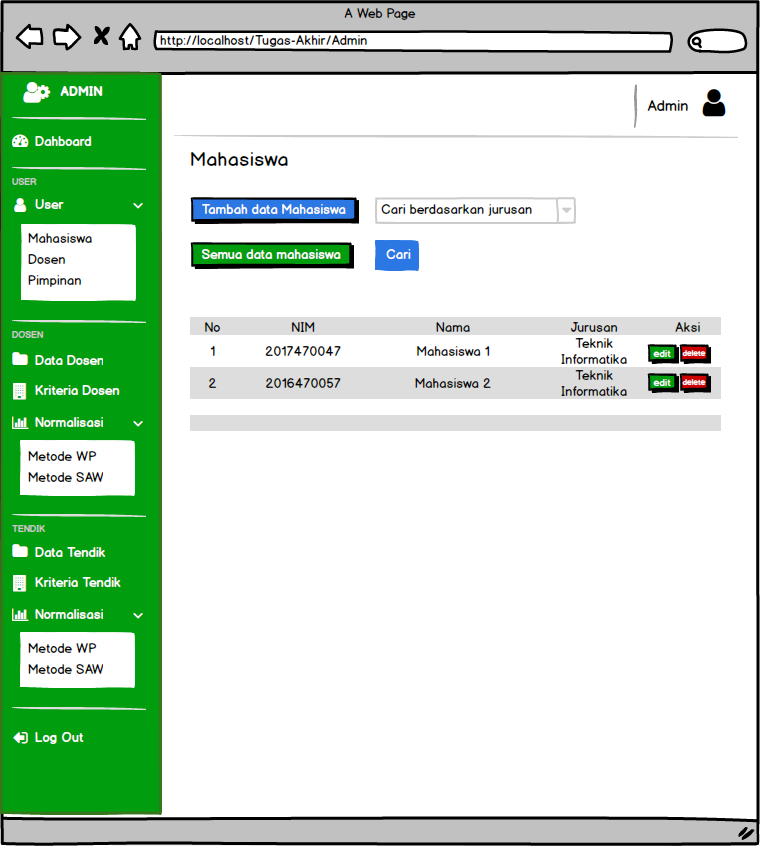 A Web Page
http://localhost/Tugas-Akhir/Admin
ADMIN
Dahboard
USER
User
Mahasiswa
Dosen
Pimpinan
DOSEN
Data Dosen
Kriteria Dosen
Normalisasi
Metode WP
Metode SAW
TENDIK
Data Tendik
Kriteria Tendik
Normalisasi
Metode WP
Metode SAW
Log Out
Admin
Mahasiswa
Tambah data Mahasiswa
Cari berdasarkan jurusan
Semua data mahasiswa
Cari
No NIM Nama Jurusan Aksi
1 2017470047 Mahasiswa 1 Teknik
Informatika edit delete
2 2016470057 Mahasiswa 2 Teknik
Informatika edit delete